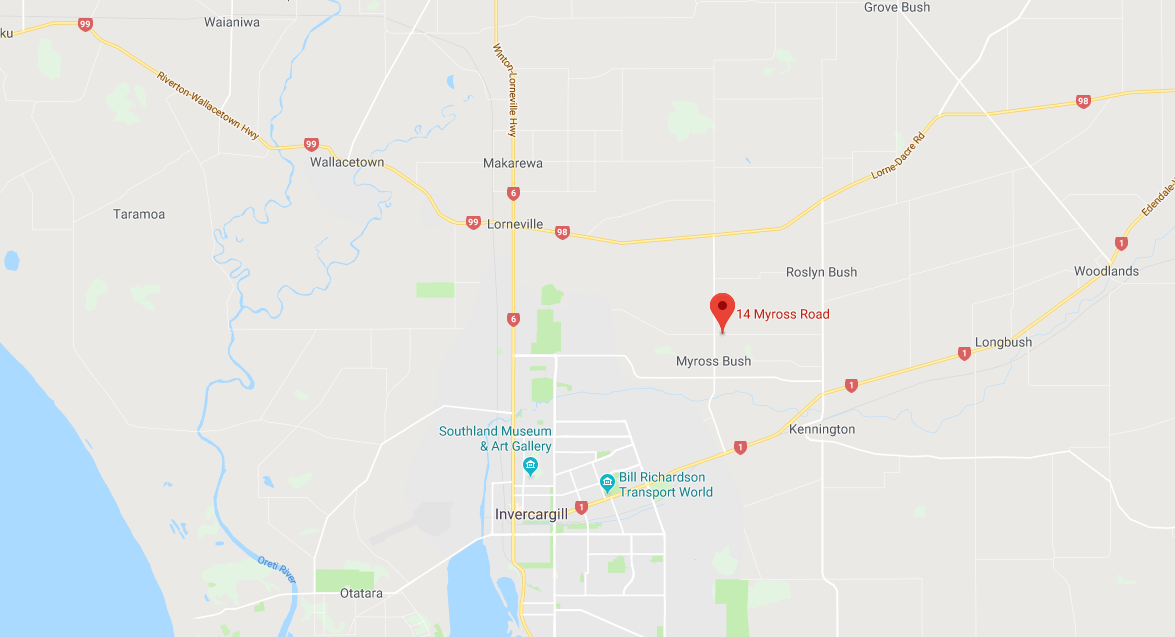 Grove Bush
Waianiwa
ku
99
Riverton-Wallacetown Hwy
Winton-Lorneville Hwy
98
Lorne-Dacre Rd
99
Wallacetown
Makarewa
6
Edendale-
Taramoa
99
Lorneville
98
1
Roslyn Bush
Woodlands
14 Myross Road
6
Longbush
1
Myross Bush
1
Kennington
Southland Museum
& Art Gallery
1
Bill Richardson
Transport World
Invercargill
1
Oreti River
Otatara